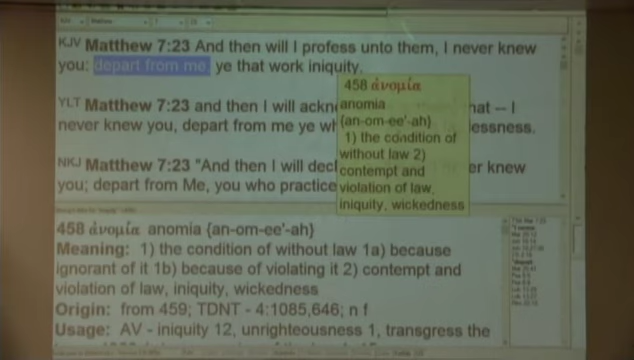 KJV Matthew 7:23 And then will I profess unto them, I never knew
you: depart from me, ye that work iniquity.
YLT Matthew 7:23 and then I will ackn hat -- I
never knew you, depart from me ye wh essness.
NKJ Matthew 7:23 "And then I will decl er knew
you; depart from Me, you who practice
458 ἀνομία
anomia
{an-om-ee'-ah}
1) the condition of
without law 2)
contempt and
violation of law,
iniquity, wickedness
458 ἀνομία anomia {an-om-ee'-ah}
Meaning: 1) the condition of without law 1a) because
ignorant of it 1b) because of violating it 2) contempt and
violation of law, iniquity, wickedness
Origin: from 459; TDNT - 4:1085,646; n f
Usage: AV - iniquity 12, unrighteousness 1, transgress the